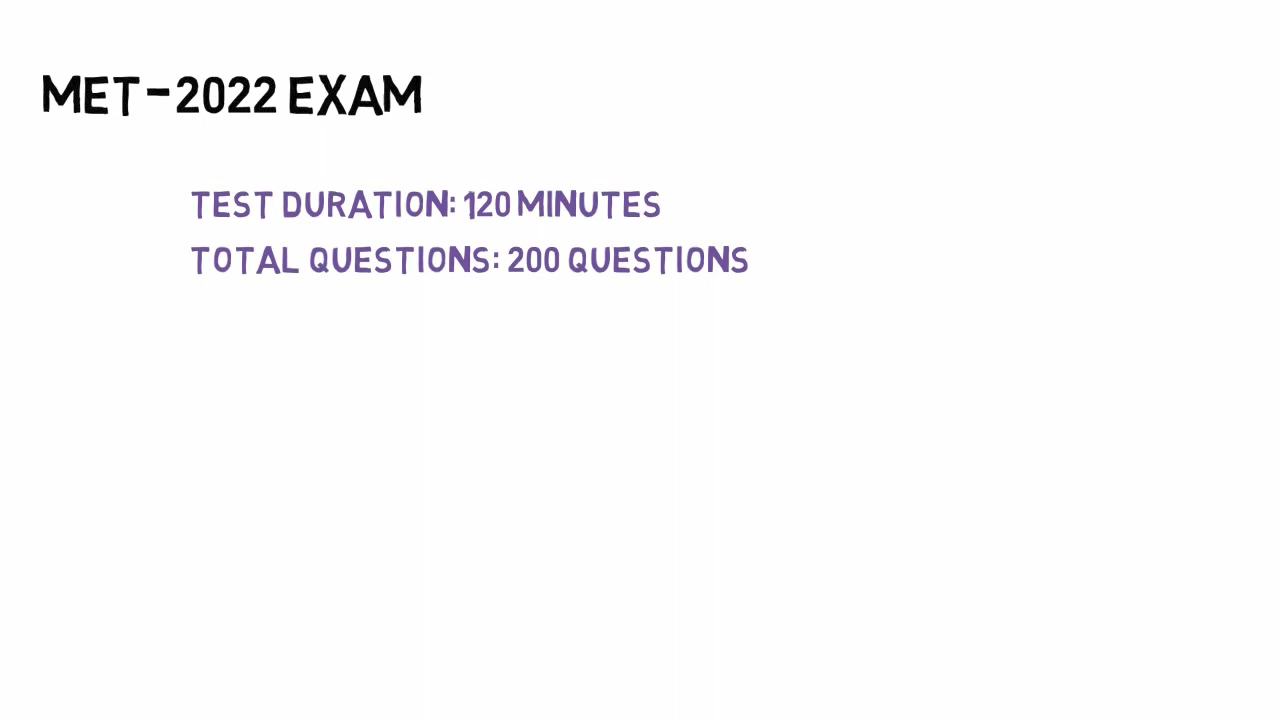 MET-2022 EXAM
TEST DURATION: 120 MINUTES
TOTAL QUESTIONS: 200 QUESTIONS